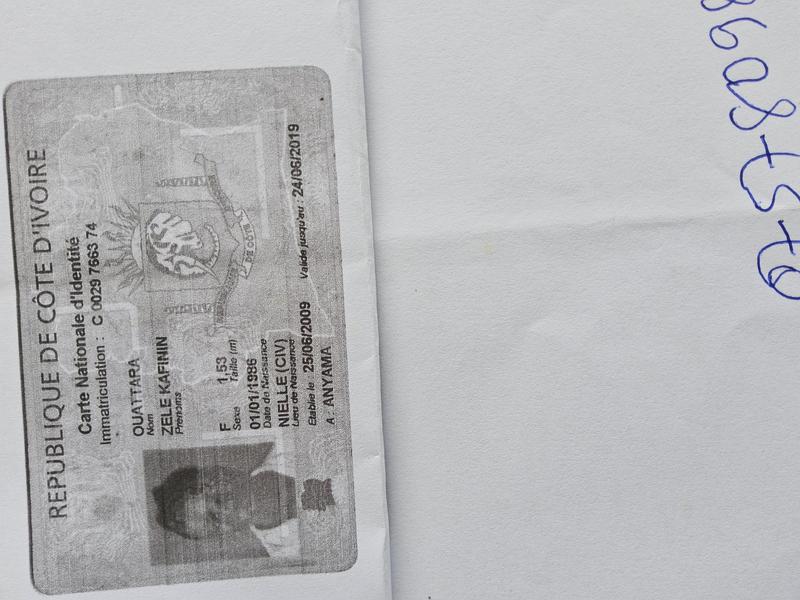 REPUBLIQUE DE CÔTE D'IVOIRE
Carte Nationale d'Identité
Immatriculation : C 0029 7663 74
OUATTARA
Nom
ZELE KAFININ
Prénoms
F 1,53
Sexe Taille (m)
01/01/1986
Date de Naissance
NIELLE (CIV)
Lieu de Naissance
Etablie le : 25/06/2009 Valide jusqu'au : 24/06/2019
A : ANYAMA